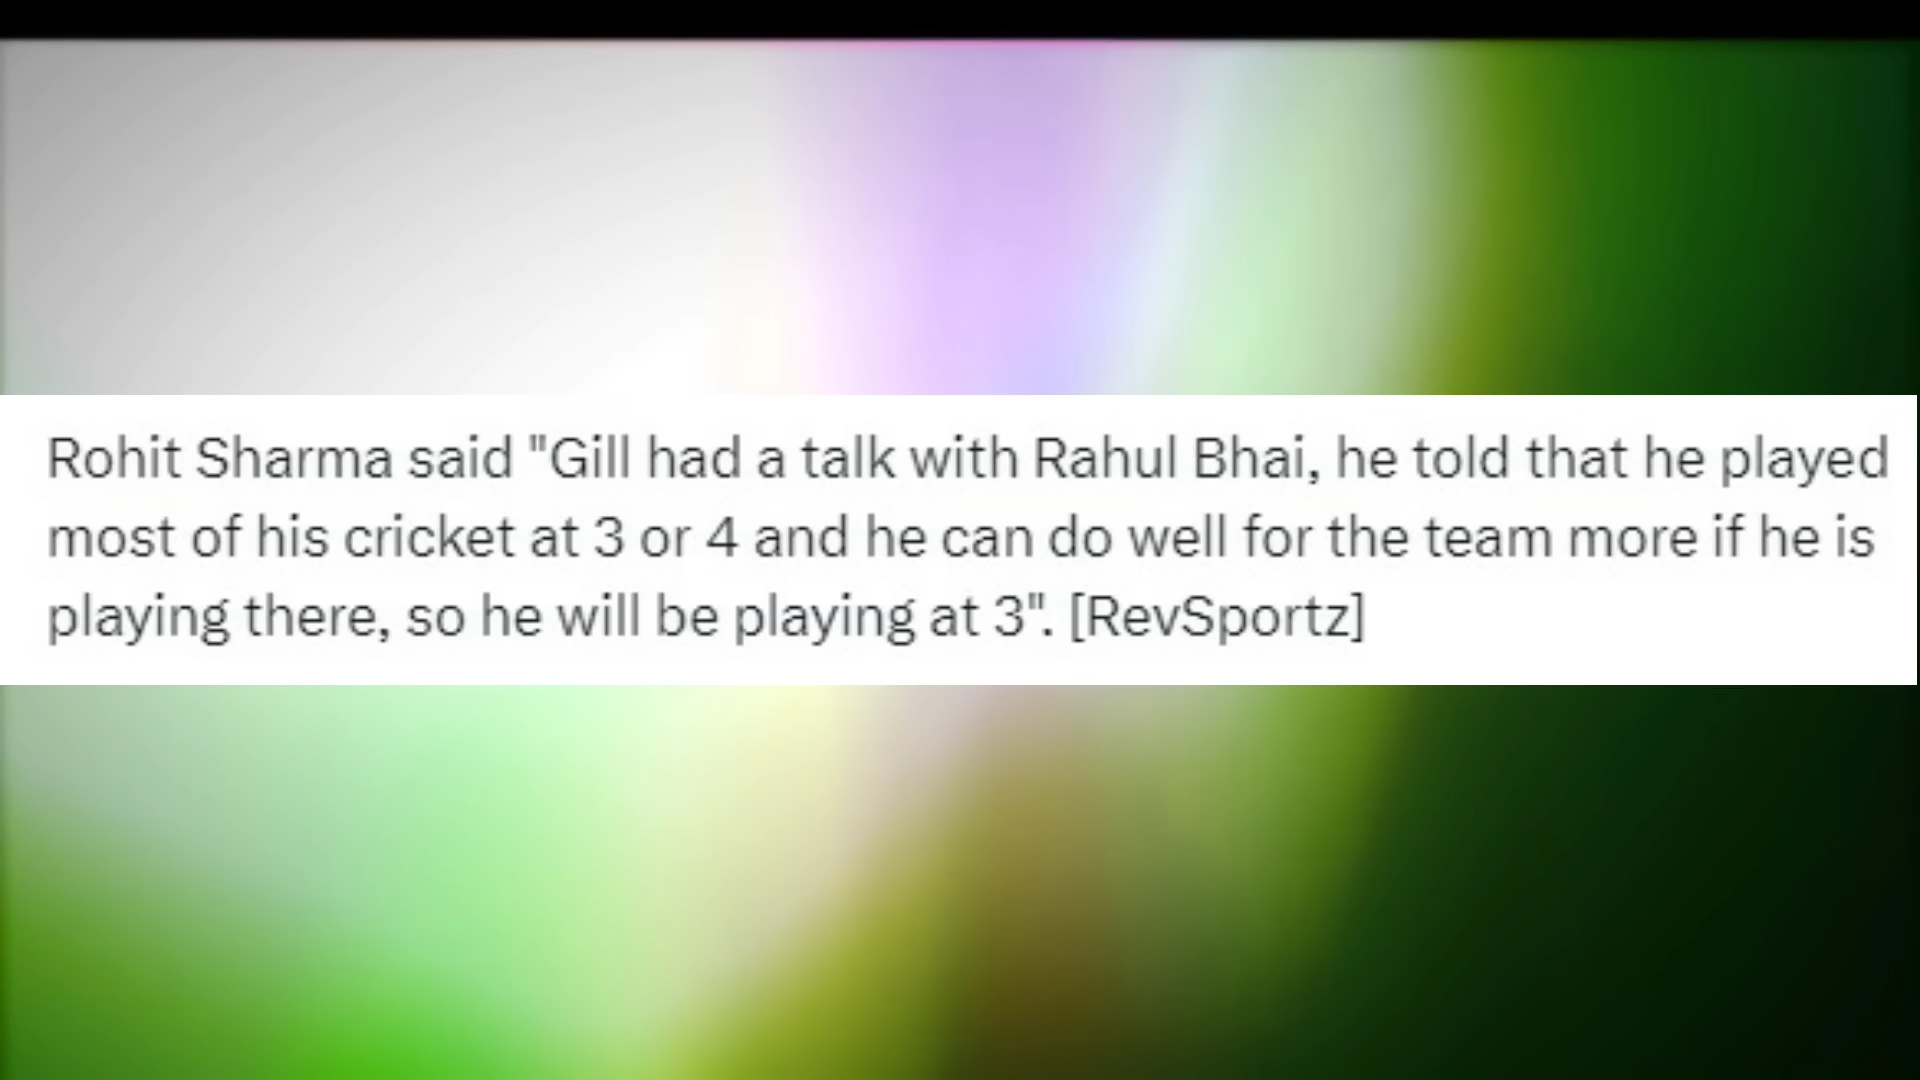 Rohit Sharma said "Gill had a talk with Rahul Bhai, he told that he played
most of his cricket at 3 or 4 and he can do well for the team more if he is
playing there, so he will be playing at 3". [RevSportz]